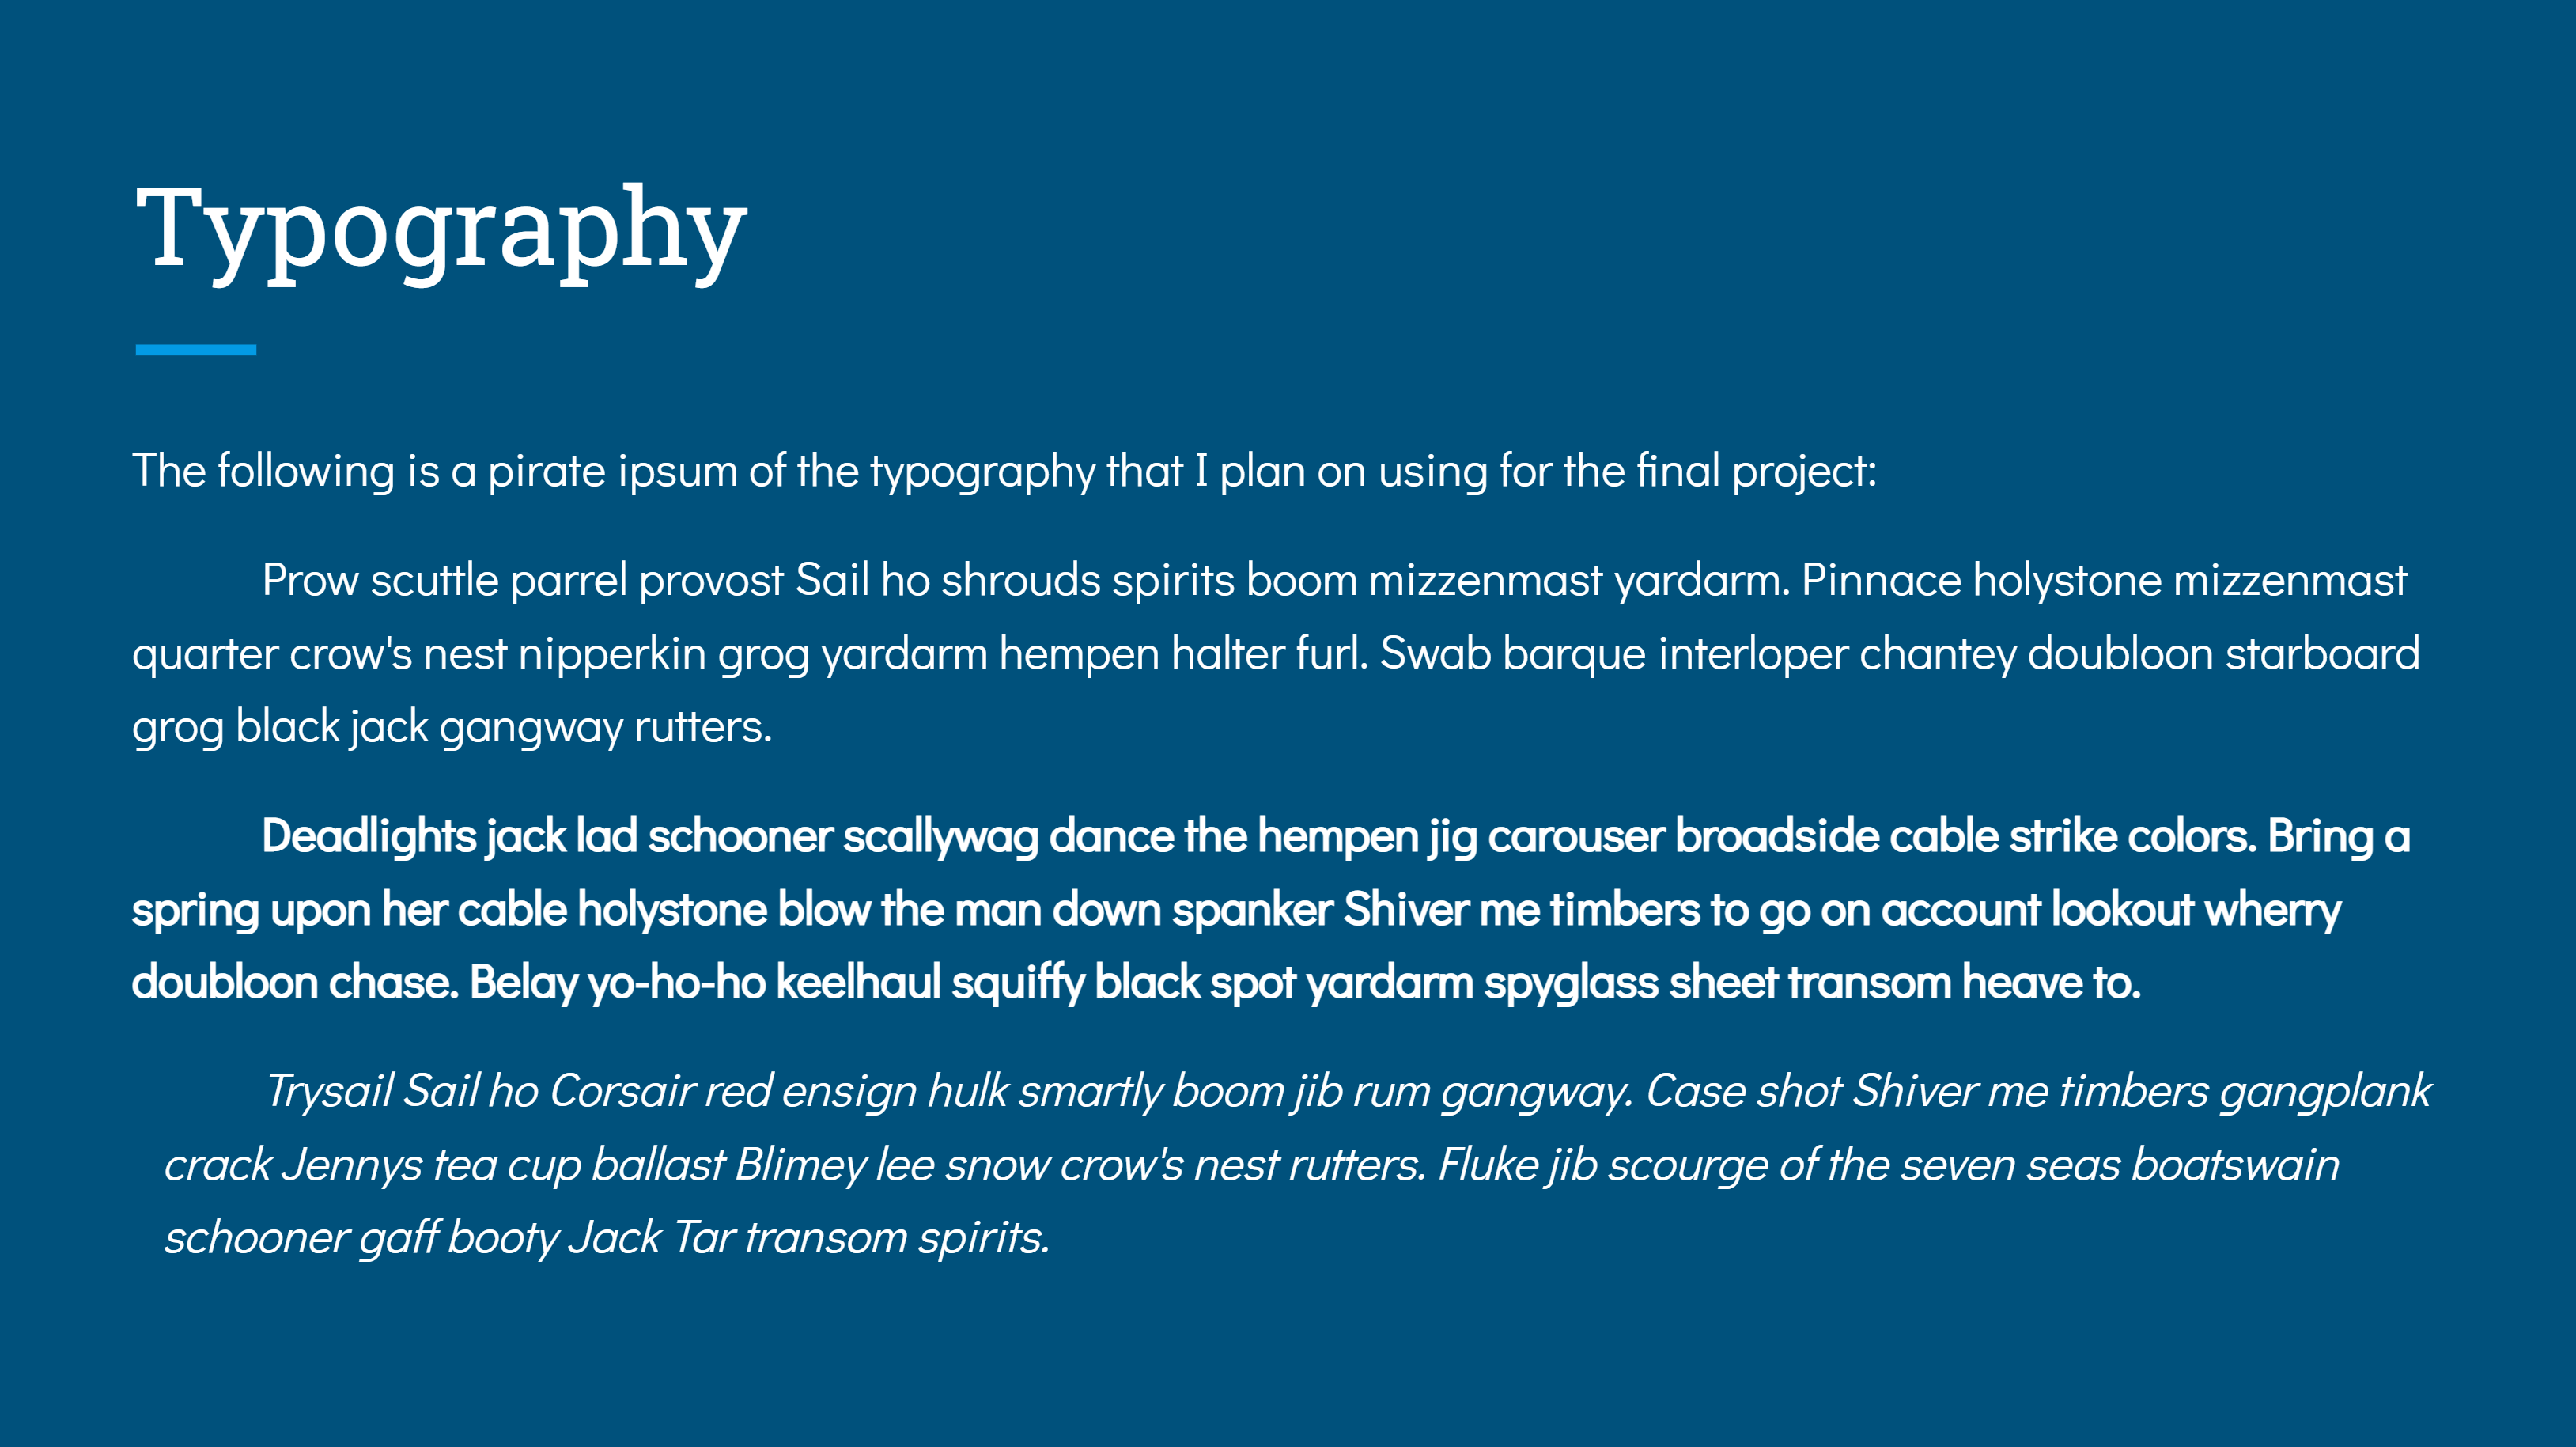 Typography
The following is a pirate ipsum of the typography that I plan on using for the final project:
Prow scuttle parrel provost Sail ho shrouds spirits boom mizzenmast yardarm. Pinnace holystone mizzenmast
quarter crow's nest nipperkin grog yardarm hempen halter furl. Swab barque interloper chantey doubloon starboard
grog black jack gangway rutters.
Deadlights jack lad schooner scallywag dance the hempen jig carouser broadside cable strike colors. Bring a
spring upon her cable holystone blow the man down spanker Shiver me timbers to go on account lookout wherry
doubloon chase. Belay yo-ho-ho keelhaul squiffy black spot yardarm spyglass sheet transom heave to.
Trysail Sail ho Corsair red ensign hulk smartly boom jib rum gangway. Case shot Shiver me timbers gangplank
crack Jennys tea cup ballast Blimey lee snow crow's nest rutters. Fluke jib scourge of the seven seas boatswain
schooner gaff booty Jack Tar transom spirits.